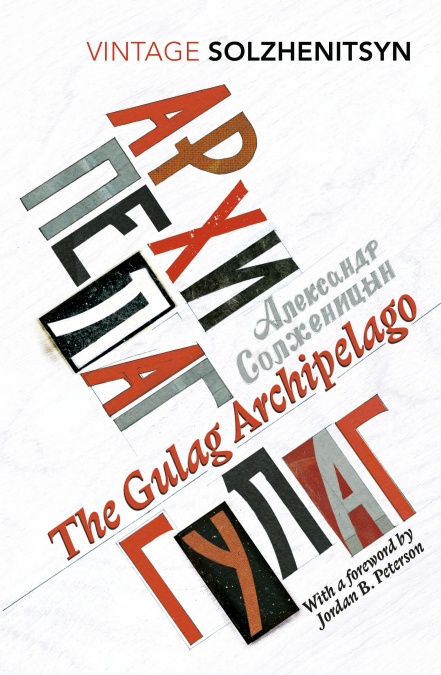 VINTAGE SOLZHENITSYN
АРХИ
ПЕЛАГ
Александр
Солженицын
The Gulag Archipelago
ГУЛАГ
With a foreword by
Jordan B. Peterson